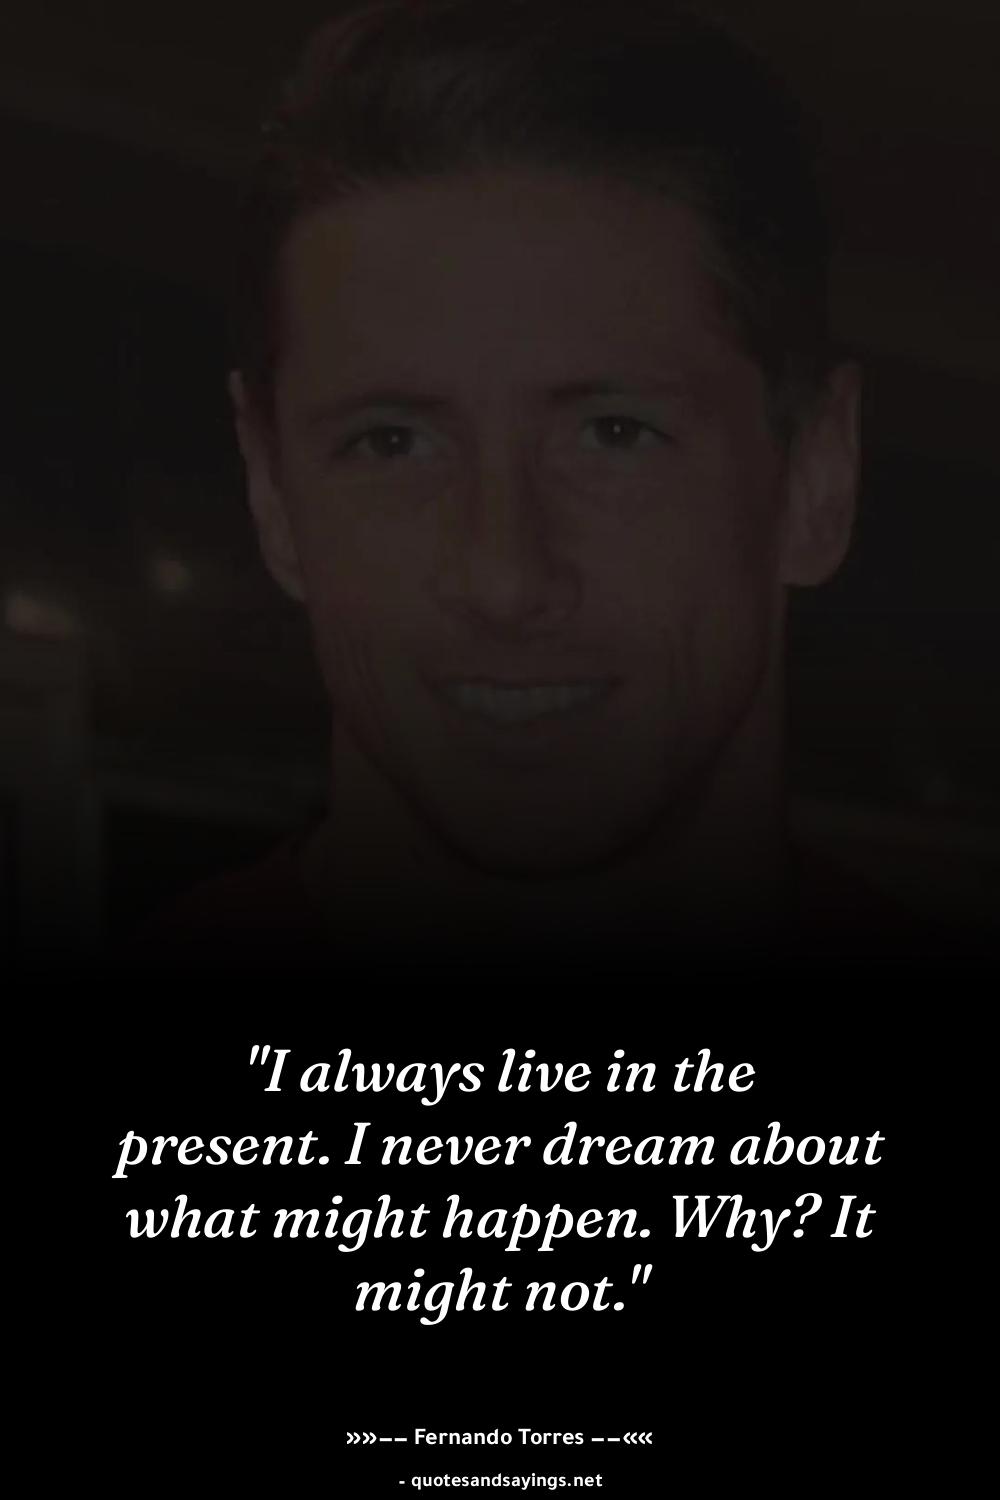 "I always live in the
present. I never dream about
what might happen. Why? It
might not."
»»−− Fernando Torres −−««
- quotesandsayings.net